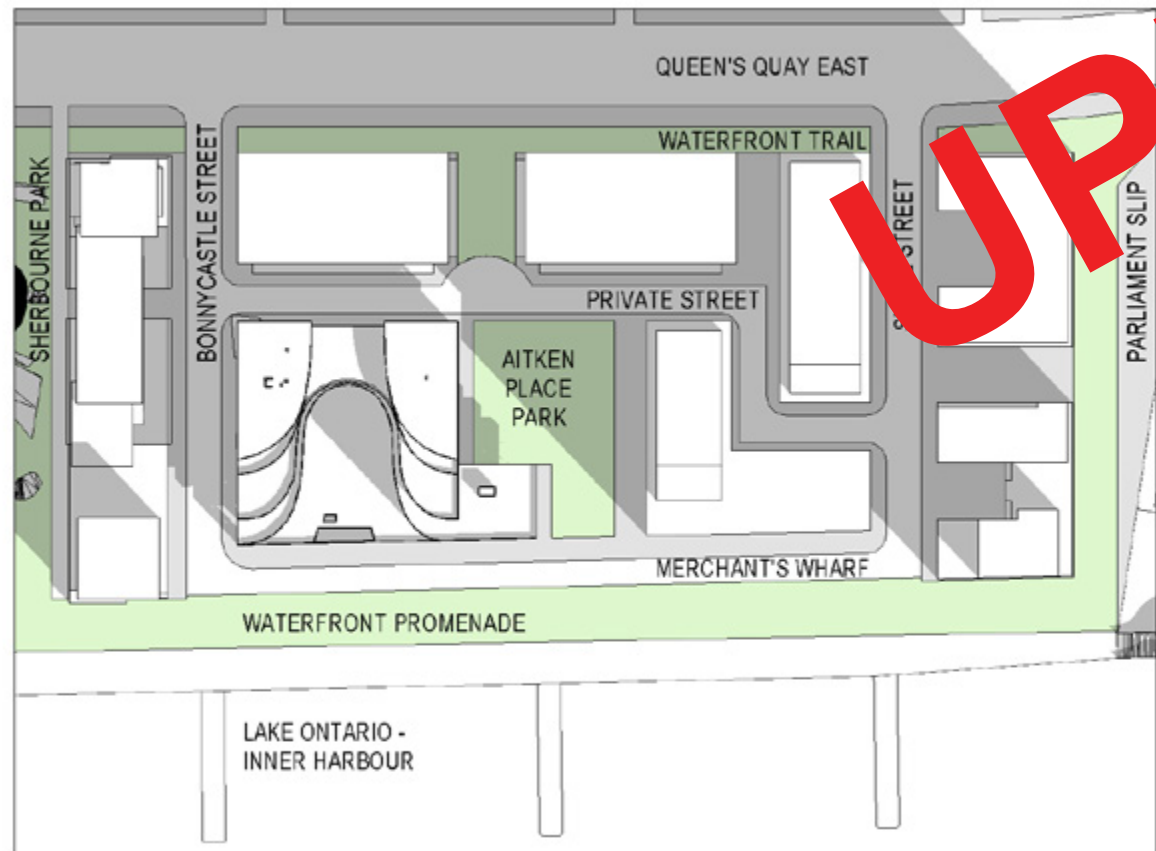 QUEEN'S QUAY EAST
WATERFRONT TRAIL
UP
SHERBOURNE PARK
BONNYCASTLE STREET
STREET
PARLIAMENT SLIP
PRIVATE STREET
AITKEN
PLACE
PARK
MERCHANT'S WHARF
WATERFRONT PROMENADE
LAKE ONTARIO -
INNER HARBOUR